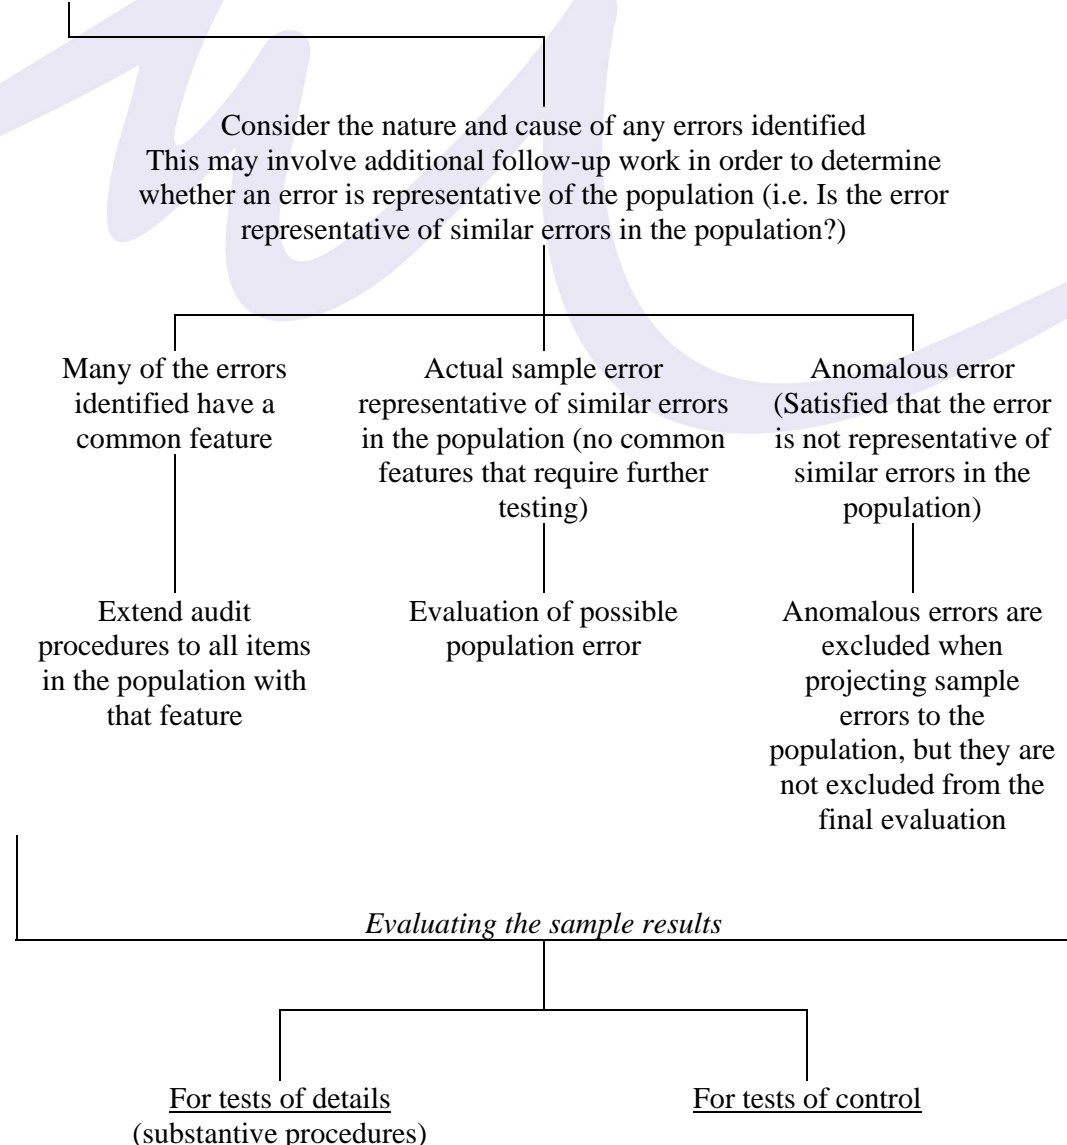 Consider the nature and cause of any errors identified
This may involve additional follow-up work in order to determine
whether an error is representative of the population (i.e. Is the error
representative of similar errors in the population?)
Many of the errors
identified have a
common feature
Actual sample error
representative of similar errors
in the population (no common
features that require further
testing)
Anomalous error
(Satisfied that the error
is not representative of
similar errors in the
population)
Extend audit
procedures to all items
in the population with
that feature
Evaluation of possible
population error
Anomalous errors are
excluded when
projecting sample
errors to the
population, but they are
not excluded from the
final evaluation
Evaluating the sample results
For tests of details
(substantive procedures)
For tests of control